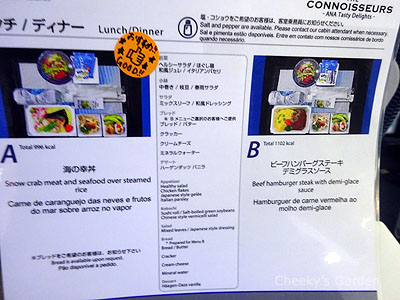 THE
CONNOISSEURS
- ANA Tasty Delights -
塩・コショウをご希望のお客様は、客室乗務員にお知らせください。
Salt and pepper are available. Please contact our cabin attendant when necessary.
Sal e pimenta estão disponíveis. Entre em contato com nossos comissários de bordo
quando necessário.
ンチ / ディナー Lunch/Dinner
おすすめ!
GOOD!!
A
Total 996 kcal
海の幸丼
Snow crab meat and seafood over steamed
rice
Carne de caranguejo das neves e frutos
do mar sobre arroz no vapor
※ブレッドをご希望のお客様は、お知らせ下さい
Bread is available upon request.
Pão disponível a pedido.
前菜
ヘルシーサラダ / ほぐし鶏
和風ジュレ / イタリアンパセリ
小鉢
中巻き / 枝豆 / 春雨サラダ
サラダ
ミックスリーフ / 和風ドレッシング
ブレッド
ブレッド / バター
クラッカー
クリームチーズ
ミネラルウォーター
デザート
ハーゲンダッツ バニラ
Appetizer
Healthy salad
Chicken flakes
Japanese style gelée
Italian parsley
Kobachi
Sushi roll / Salt-boiled green soybeans
Chinese style vermicelli salad
Salad
Mixed leaves / Japanese style dressing
Bread
* Prepared for Menu B
Bread / Butter
Cracker
Cream cheese
Mineral water
Dessert
Häagen-Dazs vanilla
B
Total 1102 kcal
ビーフハンバーグステーキ
デミグラスソース
Beef hamburger steak with demi-glace
sauce
Hamburguer de carne vermelha ao
molho demi-glace